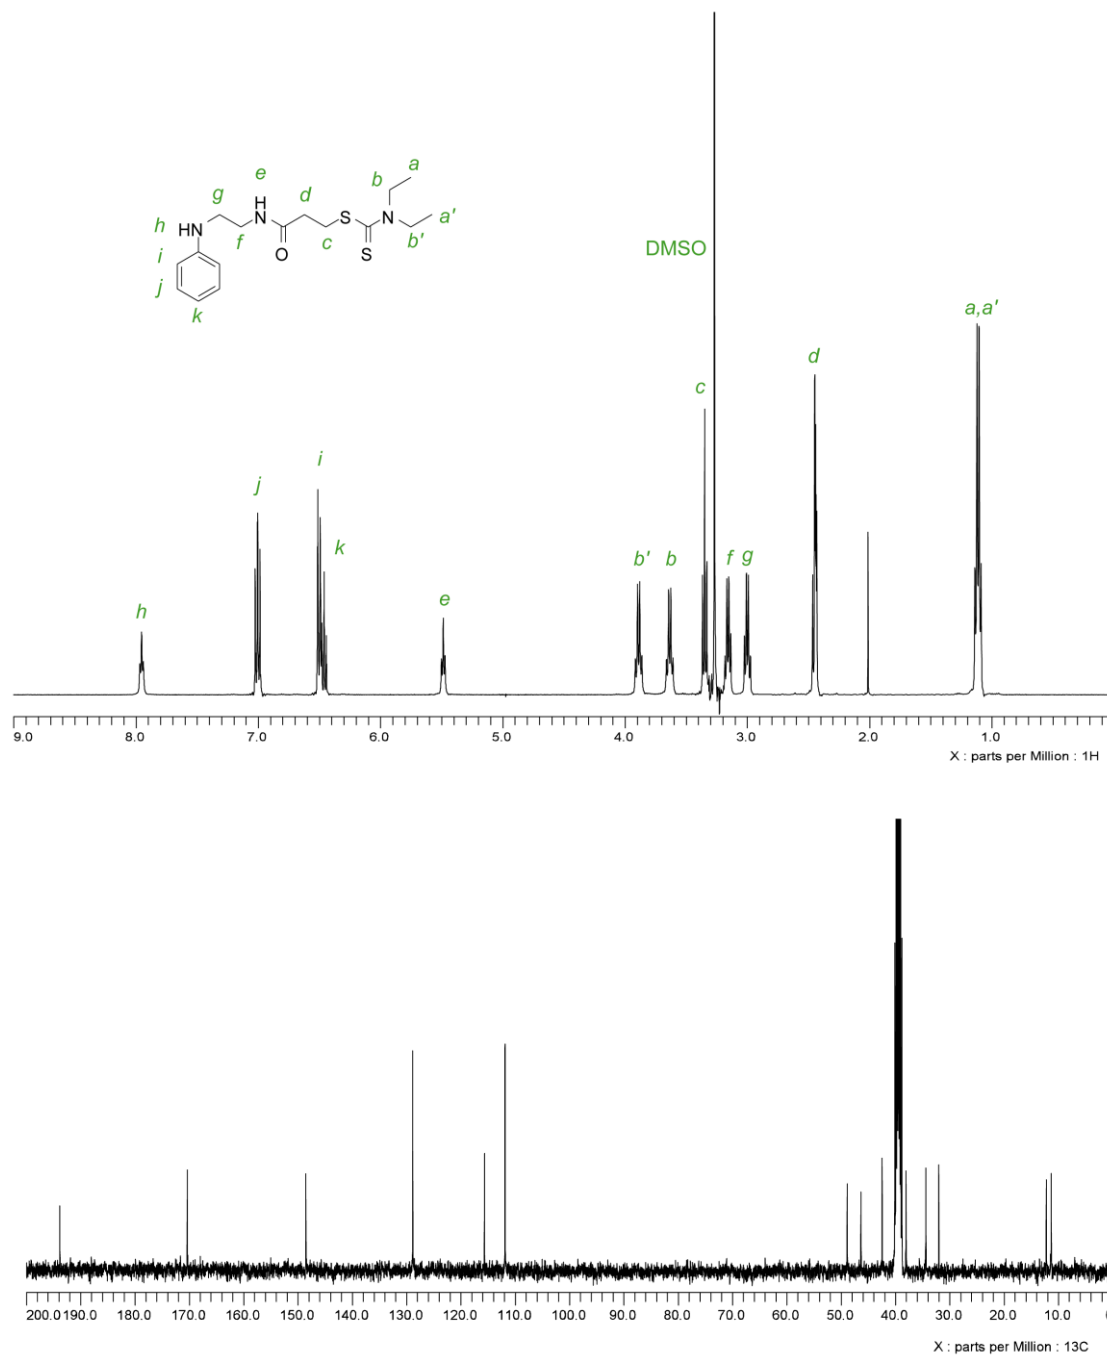 a
e
b
g
d
H
N
S
N
a'
h
HN
f
O
c
S
b'
i
j
k
DMSO
a,a'
d
c
i
j
k
b'
b
f
g
h
e
9.0 8.0 7.0 6.0 5.0 4.0 3.0 2.0 1.0
X : parts per Million : 1H
200.0 190.0 180.0 170.0 160.0 150.0 140.0 130.0 120.0 110.0 100.0 90.0 80.0 70.0 60.0 50.0 40.0 30.0 20.0 10.0
X : parts per Million : 13C